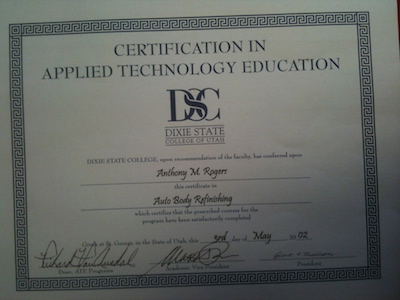 CERTIFICATION IN
APPLIED TECHNOLOGY EDUCATION
DSC
DIXIE STATE
COLLEGE OF UTAH
DIXIE STATE COLLEGE, upon recommendation of the faculty, has conferred upon
Anthony M. Rogers
this certificate in
Auto Body Refinishing
which certifies that the prescribed courses for the
program have been satisfactorily completed
Given at St. George, in the State of Utah, this 3rd day of May 2002
Dean, ATE Programs
Academic Vice President
President